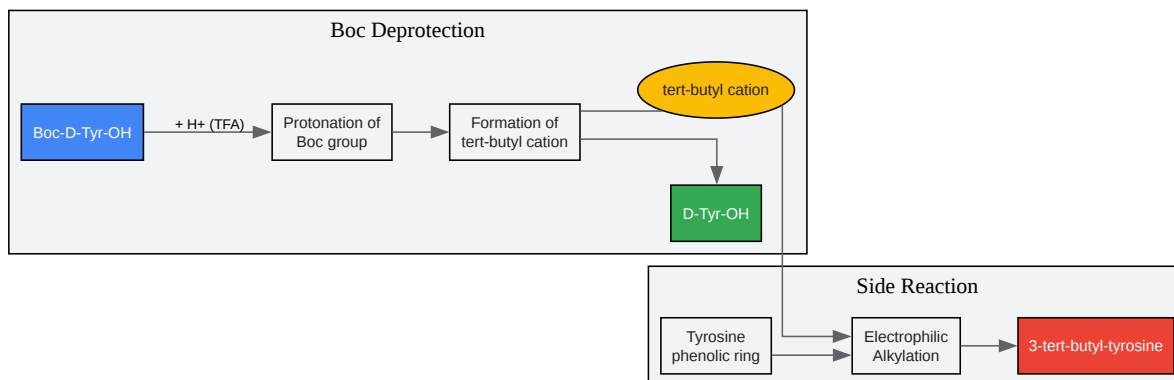 Boc Deprotection
tert-butyl cation
Boc-D-Tyr-OH
+ H+ (TFA)
Protonation of
Boc group
Formation of
tert-butyl cation
D-Tyr-OH
Side Reaction
Tyrosine
phenolic ring
Electrophilic
Alkylation
3-tert-butyl-tyrosine